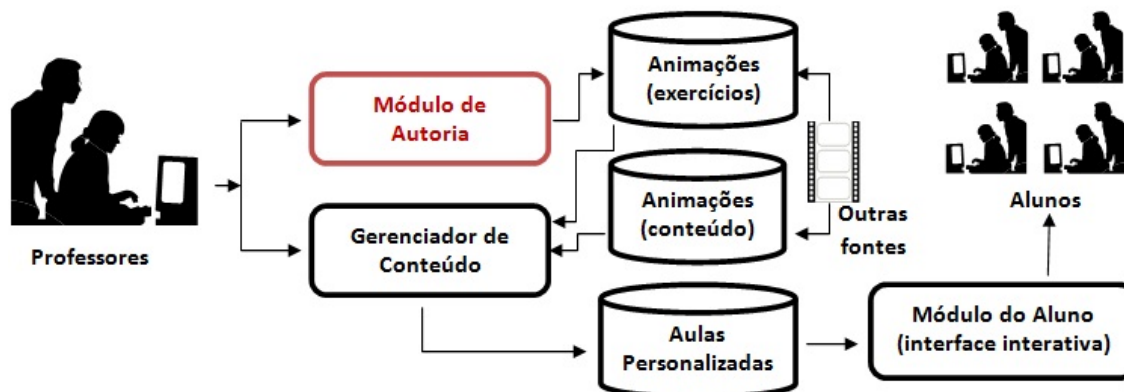 Professores
Módulo de
Autoria
Gerenciador de
Conteúdo
Animações
(exercícios)
Animações
(conteúdo)
Outras
fontes
Aulas
Personalizadas
Módulo do Aluno
(interface interativa)
Alunos